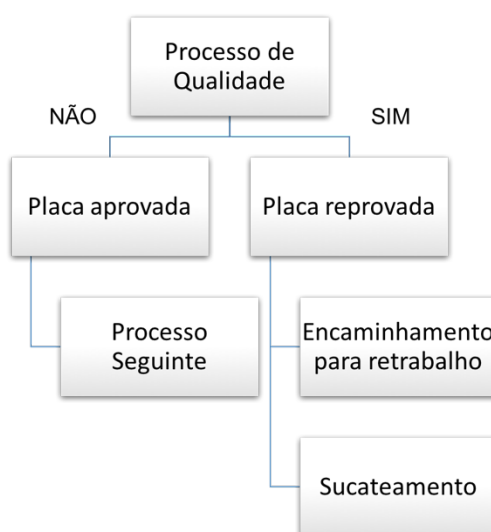 Processo de
Qualidade
NÃO
SIM
Placa aprovada
Placa reprovada
Processo
Seguinte
Encaminhamento
para retrabalho
Sucateamento